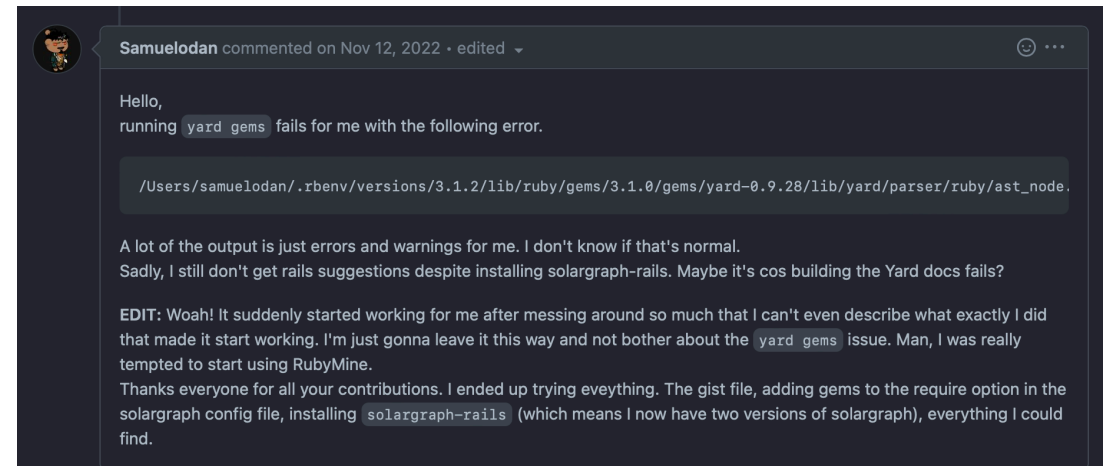 Samuelodan commented on Nov 12, 2022 • edited
Hello,
running yard gems fails for me with the following error.
/Users/samuelodan/.rbenv/versions/3.1.2/lib/ruby/gems/3.1.0/gems/yard-0.9.28/lib/yard/parser/ruby/ast_node.
A lot of the output is just errors and warnings for me. I don't know if that's normal.
Sadly, I still don't get rails suggestions despite installing solargraph-rails. Maybe it's cos building the Yard docs fails?
EDIT: Woah! It suddenly started working for me after messing around so much that I can't even describe what exactly I did
that made it start working. I'm just gonna leave it this way and not bother about the yard gems issue. Man, I was really
tempted to start using RubyMine.
Thanks everyone for all your contributions. I ended up trying eveything. The gist file, adding gems to the require option in the
solargraph config file, installing solargraph-rails (which means I now have two versions of solargraph), everything I could
find.